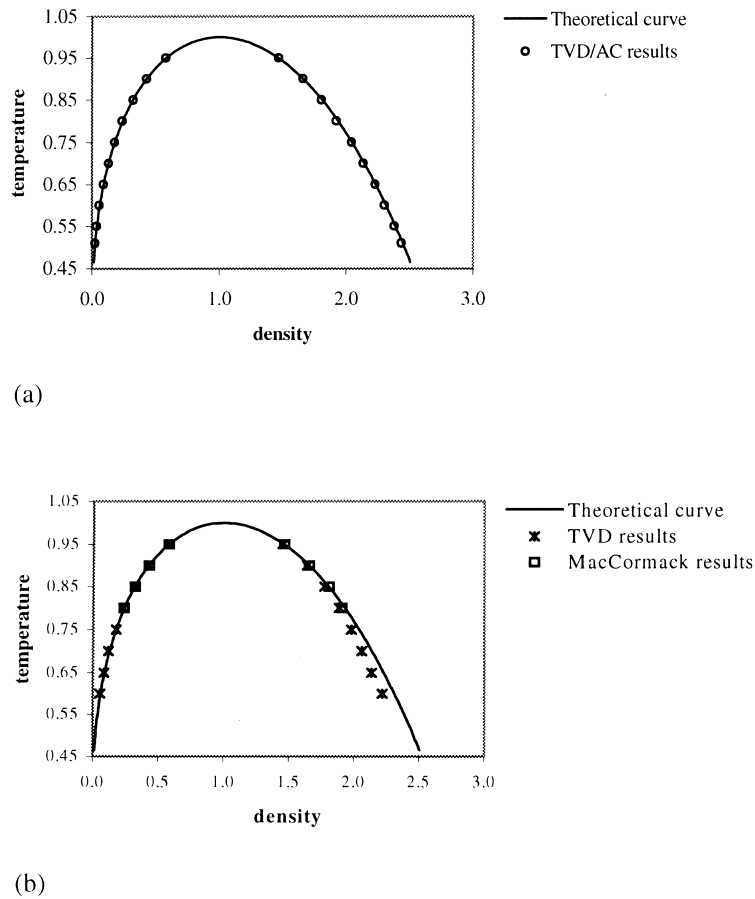 1.05
0.95
0.85
0.75
0.65
0.55
0.45
temperature
0.0 1.0 2.0 3.0
density
Theoretical curve
TVD/AC results
(a)
1.05
0.95
0.85
0.75
0.65
0.55
0.45
temperature
0.0 0.5 1.0 1.5 2.0 2.5 3.0
density
Theoretical curve
TVD results
MacCormack results
(b)